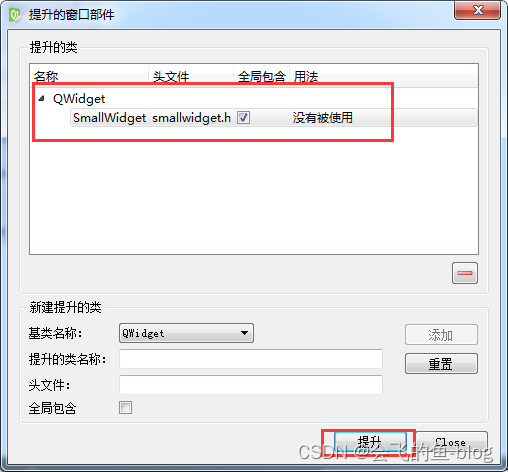 提升的窗口部件
提升的类
名称 头文件 全局包含 用法
QWidget
SmallWidget smallwidget.h 没有被使用
新建提升的类
基类名称： QWidget 添加
提升的类名称： 重置
头文件：
全局包含
提升 Close
CSDN @会飞的鱼-blog